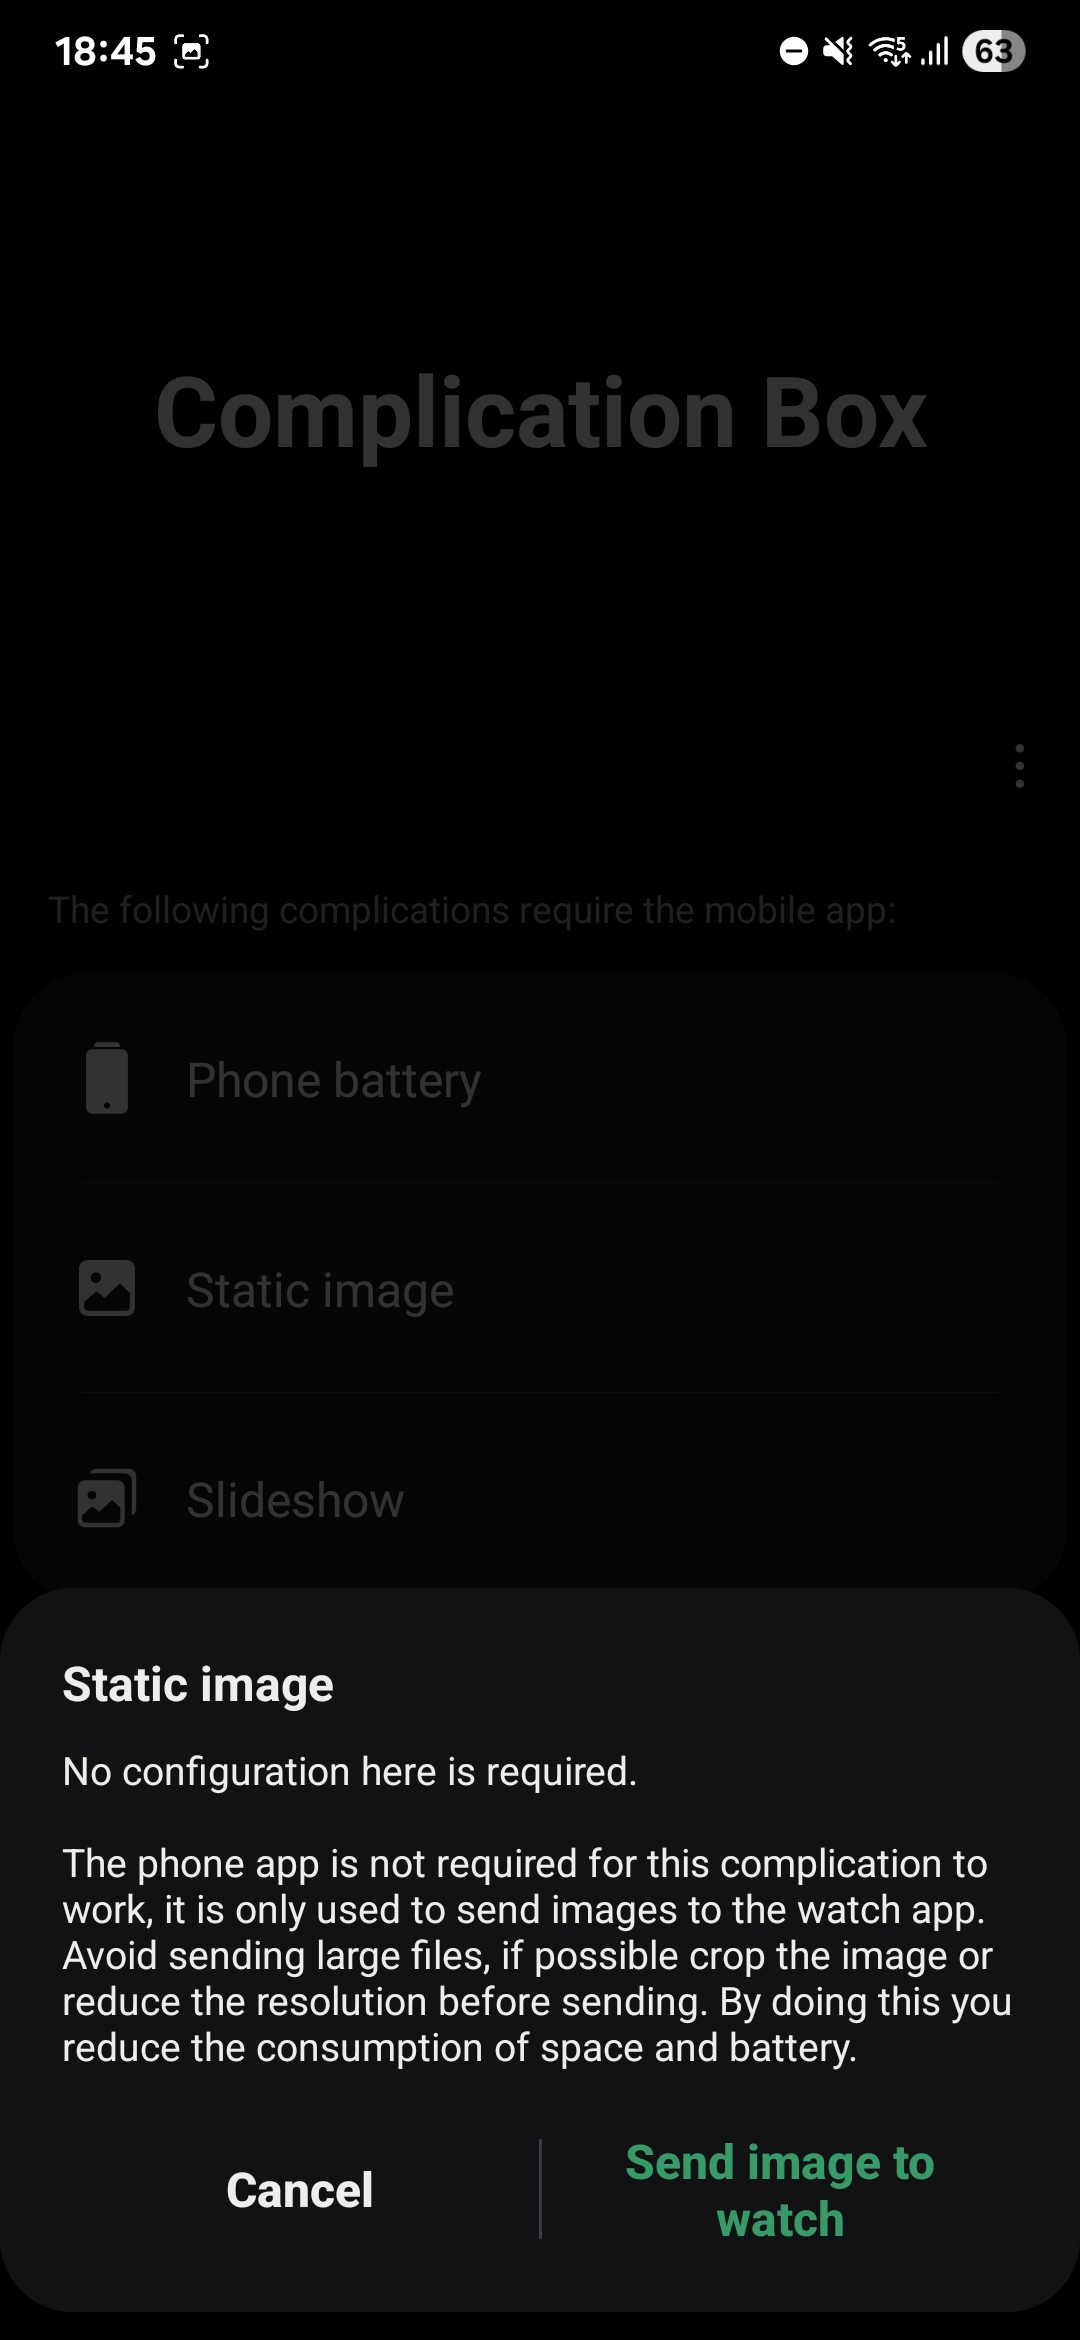 18:45
5
63
Complication Box
The following complications require the mobile app:
Phone battery
Static image
Slideshow
Static image
No configuration here is required.
The phone app is not required for this complication to
work, it is only used to send images to the watch app.
Avoid sending large files, if possible crop the image or
reduce the resolution before sending. By doing this you
reduce the consumption of space and battery.
Cancel
Send image to
watch